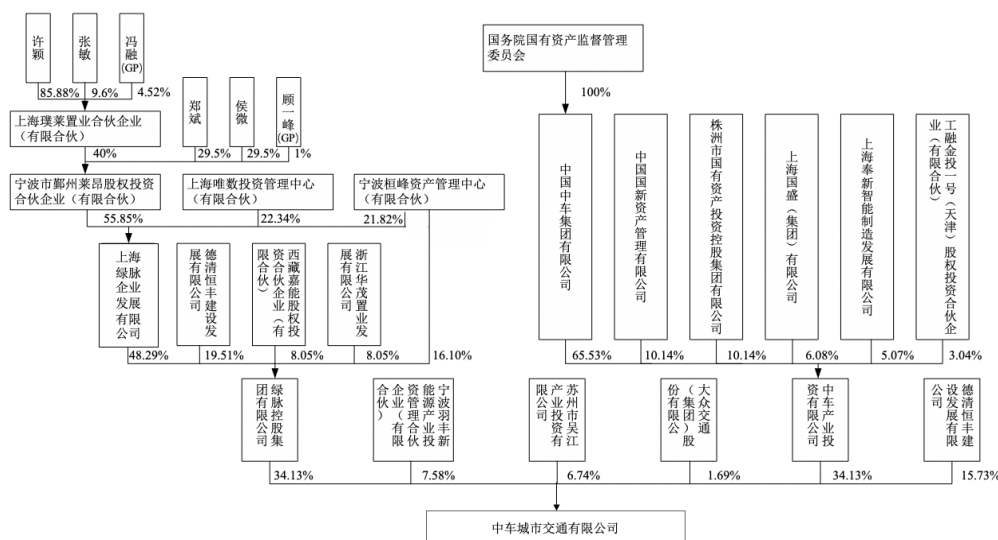 许颖
张敏
冯融(GP)
国务院国有资产监督管理
委员会
85.88%
9.6%
4.52%
100%
郑斌
侯微
顾一峰(GP)
上海璞莱置业合伙企业
(有限合伙)
40%
29.5%
29.5%
1%
宁波市鄞州莱昂股权投资
合伙企业(有限合伙)
上海唯数投资管理中心
(有限合伙)
宁波桓峰资产管理中心
(有限合伙)
中国中车集团有限公司
中国国新资产管理有限公司
株洲市国有资产投资控股集团有限公司
上海国盛(集团)有限公司
上海奉新智能制造发展有限公司
工融金投一号(天津)股权投资合伙企
业(有限合伙)
55.85%
22.34%
21.82%
上海
绿脉企业
发展有限
公司
德清恒丰建设发
展有限公司
西藏嘉能股权投
资合伙企业(有
限合伙)
浙江华茂置业发
展有限公司
48.29%
19.51%
8.05%
8.05%
16.10%
65.53%
10.14%
10.14%
6.08%
5.07%
3.04%
绿脉控股集
团有限公司
宁波羽丰新
能源产业投
资管理合伙
企业(有限
合伙)
苏州市吴江
产业投资有
限公司
大众交通
(集团)股
份有限公
中车产业投
资有限公司
德清恒丰建
设发展有限
公司
34.13%
7.58%
6.74%
1.69%
34.13%
15.73%
中车城市交通有限公司